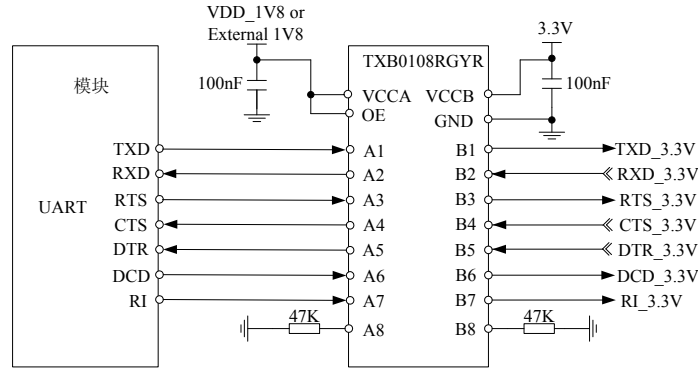 VDD_1V8 or
External 1V8
3.3V
模块
TXB0108RGYR
100nF
100nF
VCCA
VCCB
OE
GND
TXD
A1
B1
TXD_3.3V
RXD
A2
B2
RXD_3.3V
RTS
A3
B3
RTS_3.3V
UART
CTS
A4
B4
CTS_3.3V
DTR
A5
B5
DTR_3.3V
DCD
A6
B6
DCD_3.3V
RI
A7
B7
RI_3.3V
47K
A8
B8
47K